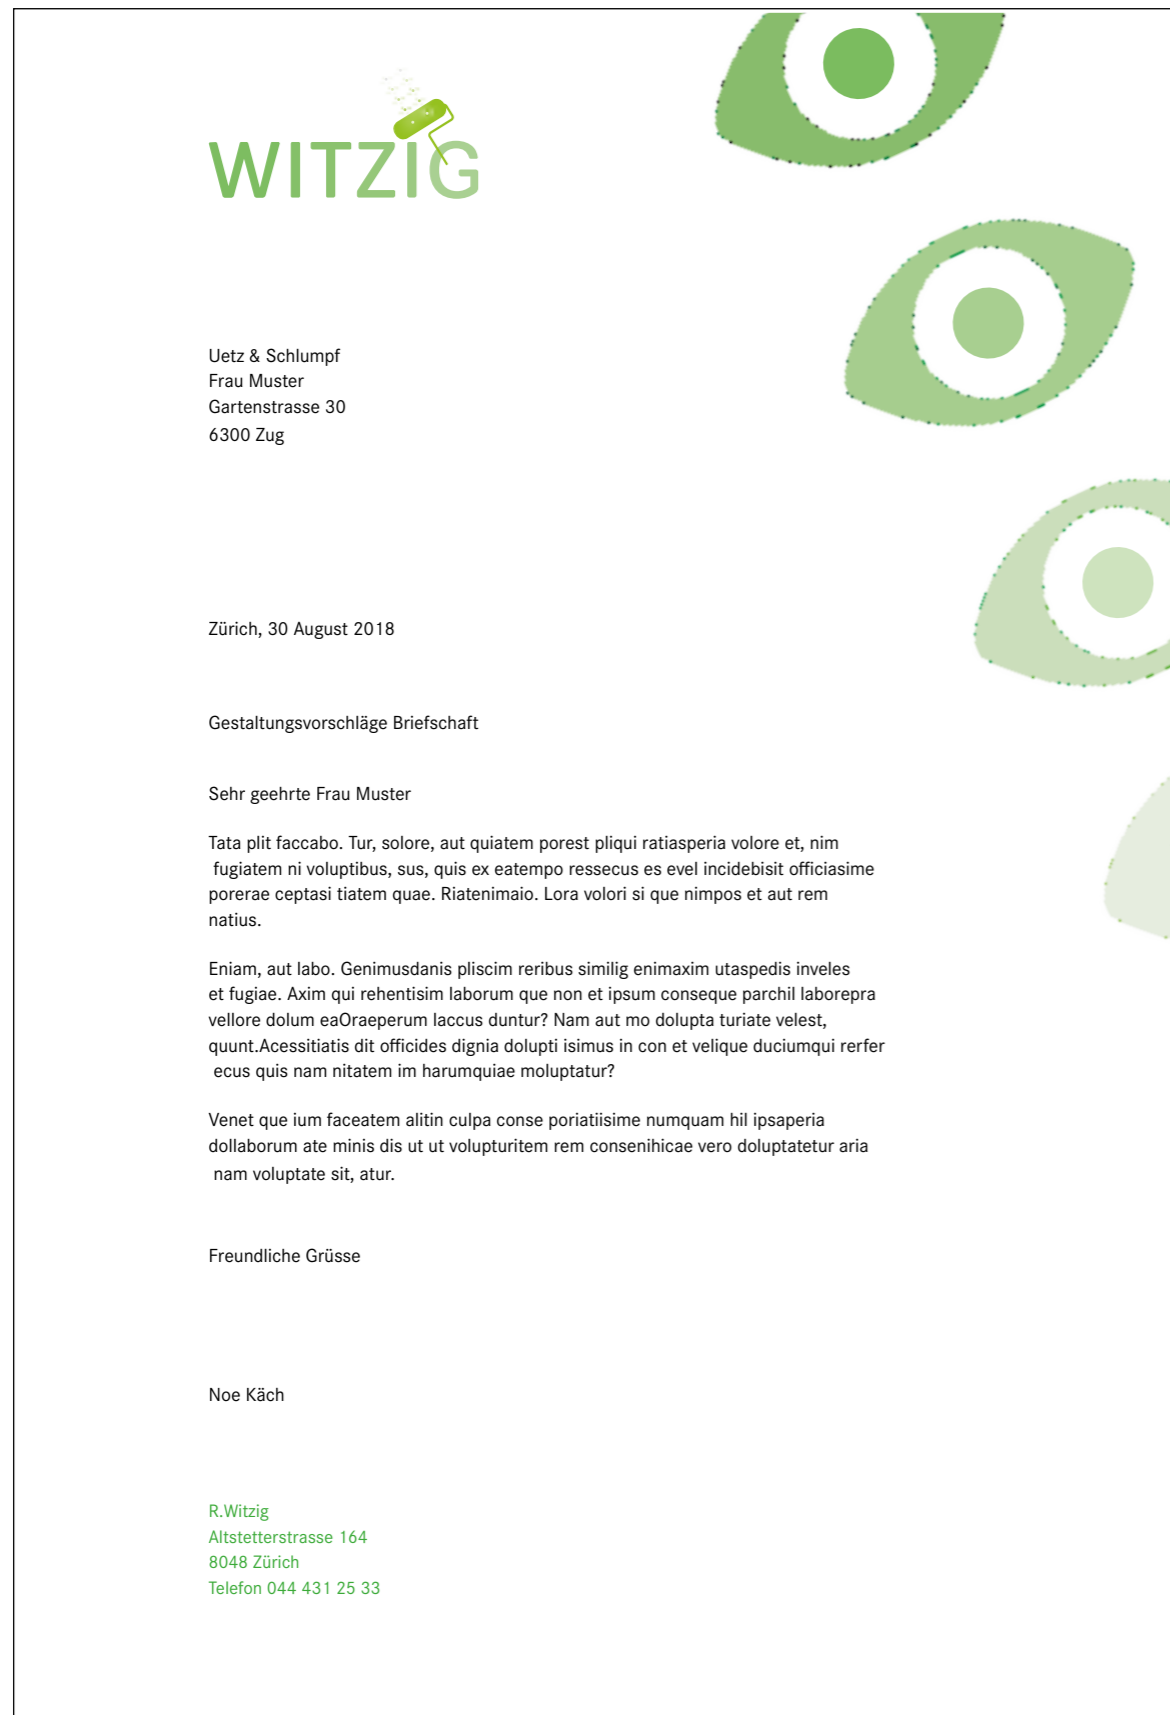 WITZIG
Uetz & Schlumpf
Frau Muster
Gartenstrasse 30
6300 Zug
Zürich, 30 August 2018
Gestaltungsvorschläge Briefschaft
Sehr geehrte Frau Muster
Tata plit faccabo. Tur, solore, aut quiatem porest pliqui ratiasperia volore et, nim
fugiatem ni voluptibus, sus, quis ex eatempo ressecus es evel incidebisit officiasime
porerae ceptasi tiatem quae. Riatenimaio. Lora volori si que nimpos et aut rem
natius.
Eniam, aut labo. Genimusdanis pliscim reribus similig enimaxim utaspedis inveles
et fugiae. Axim qui rehentisim laborum que non et ipsum conseque parchil laborepra
vellore dolum eaOraeperum laccus duntur? Nam aut mo dolupta turiate velest,
quunt.Acessitiatis dit officides dignia dolupti isimus in con et velique duciumqui rerfer
ecus quis nam nitatem im harumquiae moluptatur?
Venet que ium faceatem alitin culpa conse poriatiisime numquam hil ipsaperia
dollaborum ate minis dis ut ut volupturitem rem consenihicae vero doluptatetur aria
nam voluptate sit, atur.
Freundliche Grüsse
Noe Käch
R.Witzig
Altstetterstrasse 164
8048 Zürich
Telefon 044 431 25 33